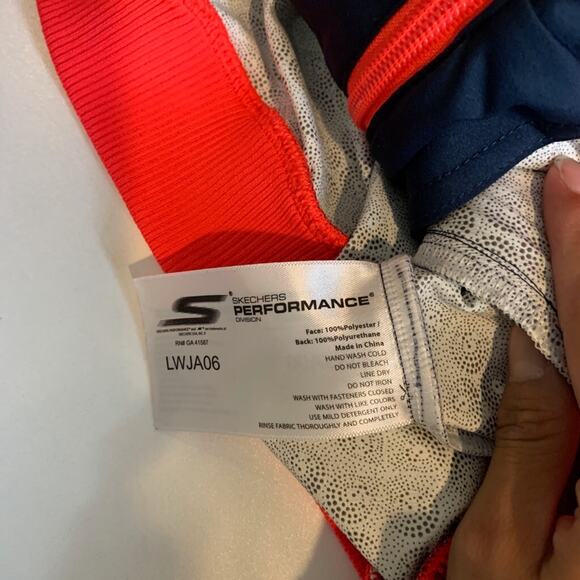 SKECHERS
PERFORMANCE®
DIVISION
RN# GA 41587
LWJA06
Face: 100%Polyester /
Back: 100%Polyurethane
Made in China
HAND WASH COLD
DO NOT BLEACH
LINE DRY
DO NOT IRON
WASH WITH FASTENERS CLOSED
WASH WITH LIKE COLORS
USE MILD DETERGENT ONLY
RINSE FABRIC THOROUGHLY AND COMPLETELY